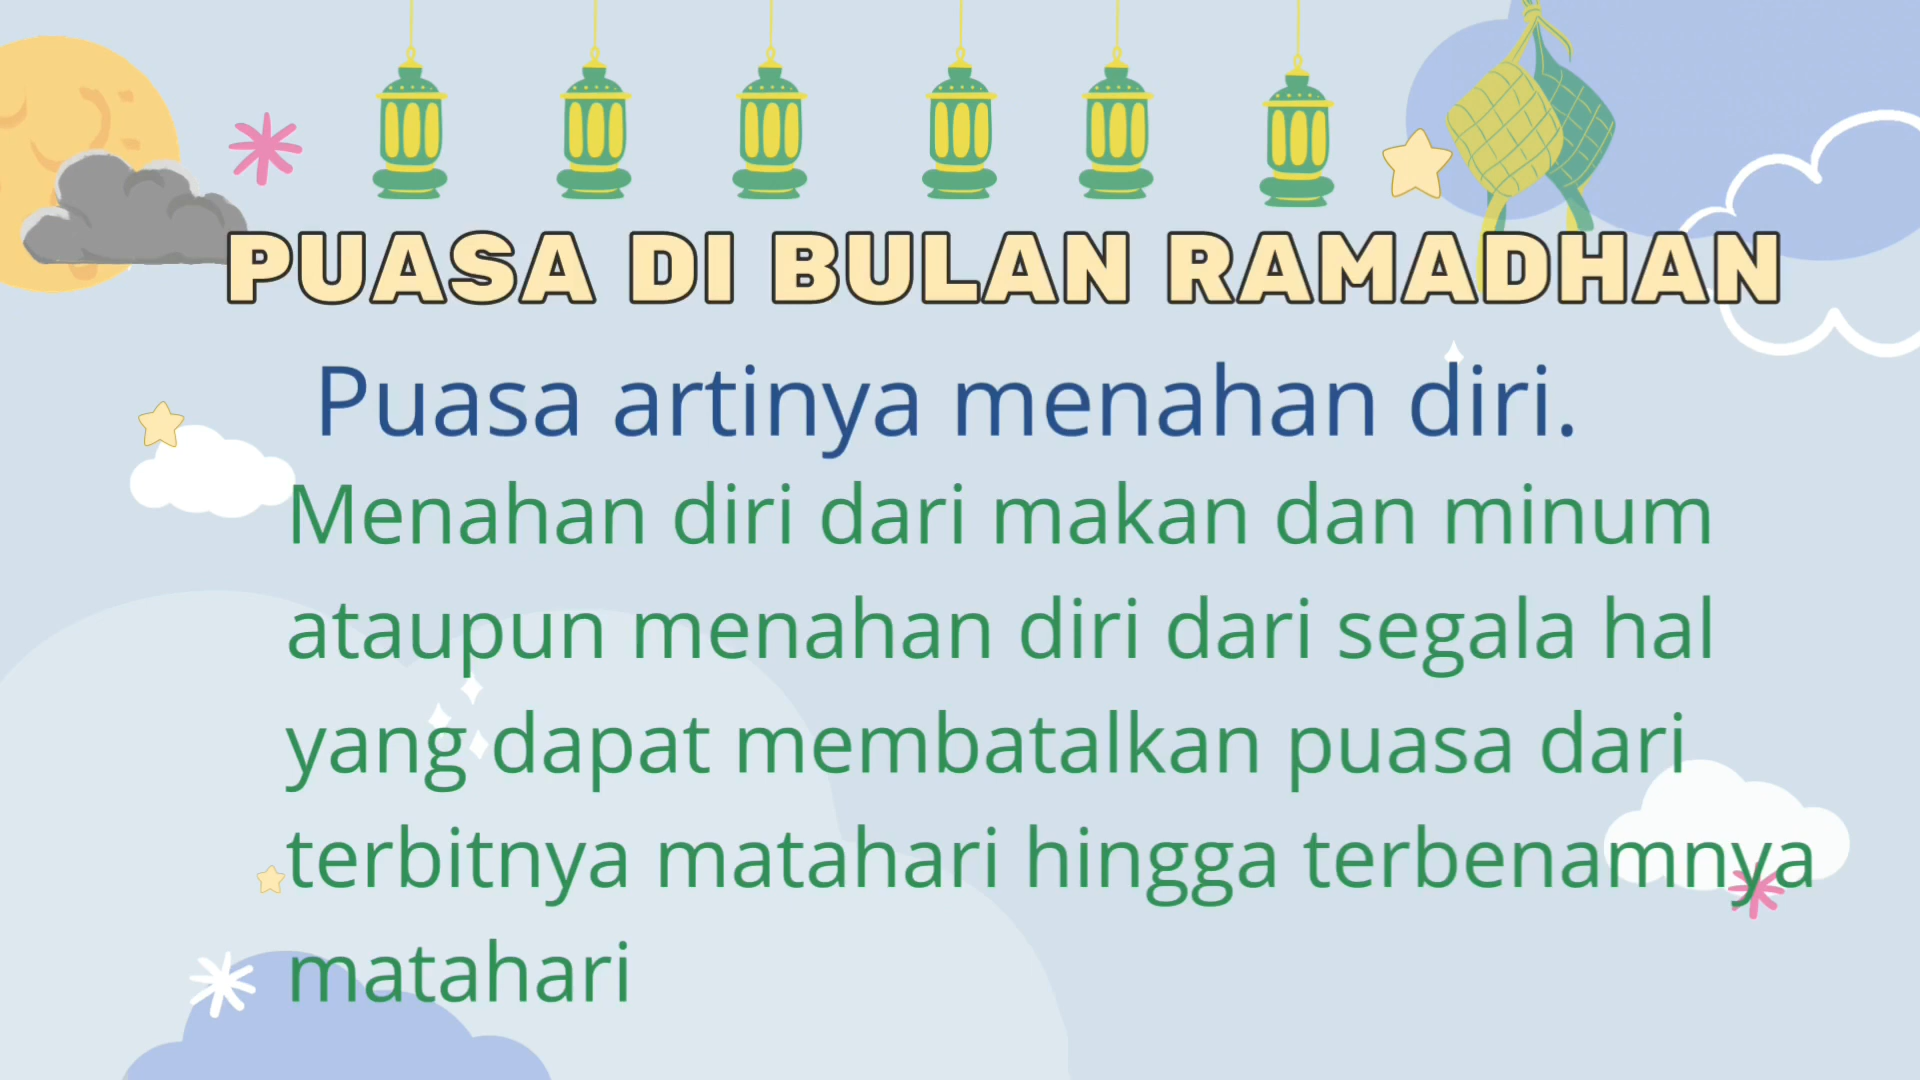 PUASA DI BULAN RAMADHAN
Puasa artinya menahan diri.
Menahan diri dari makan dan minum
ataupun menahan diri dari segala hal
yang dapat membatalkan puasa dari
terbitnya matahari hingga terbenamnya
matahari